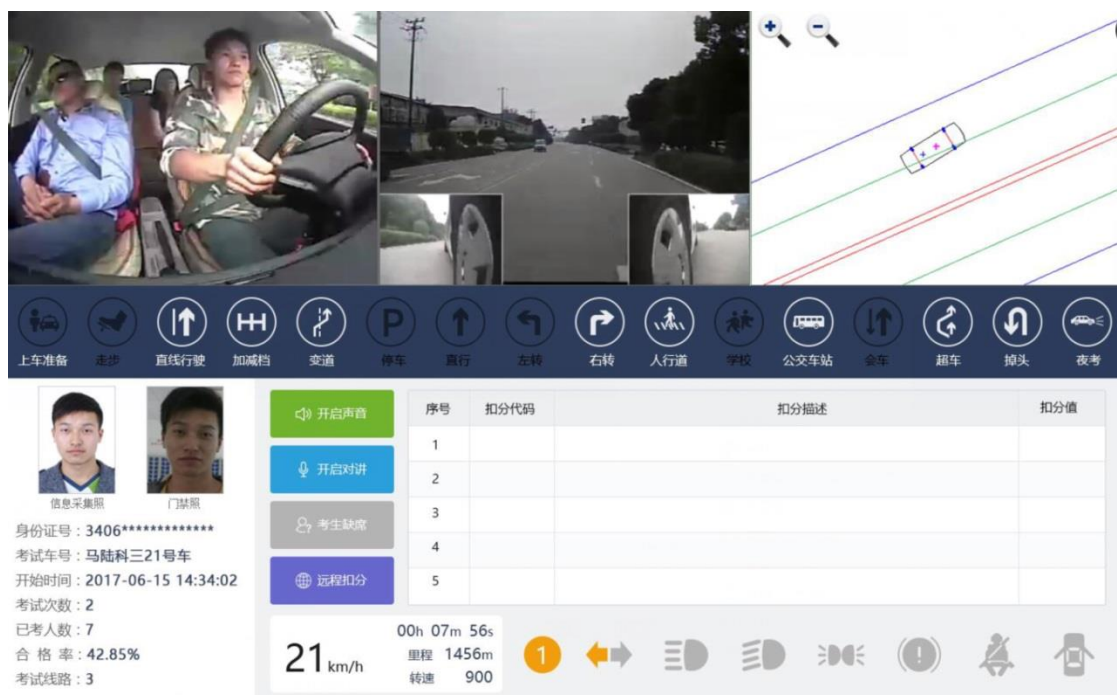 上车准备 走步 直线行驶 加减档 变道 停车 直行 左转 右转 人行道 学校 公交车站 会车 超车 掉头 夜考
信息采集照 门禁照
身份证号：3406*************
考试车号：马陆科三21号车
开始时间：2017-06-15 14:34:02
考试次数：2
已考人数：7
合 格 率：42.85%
考试线路：3
开启声音
开启对讲
考生缺席
远程扣分
序号 扣分代码 扣分描述 扣分值
1
2
3
4
5
21 km/h
00h 07m 56s
里程 1456m
转速 900
1